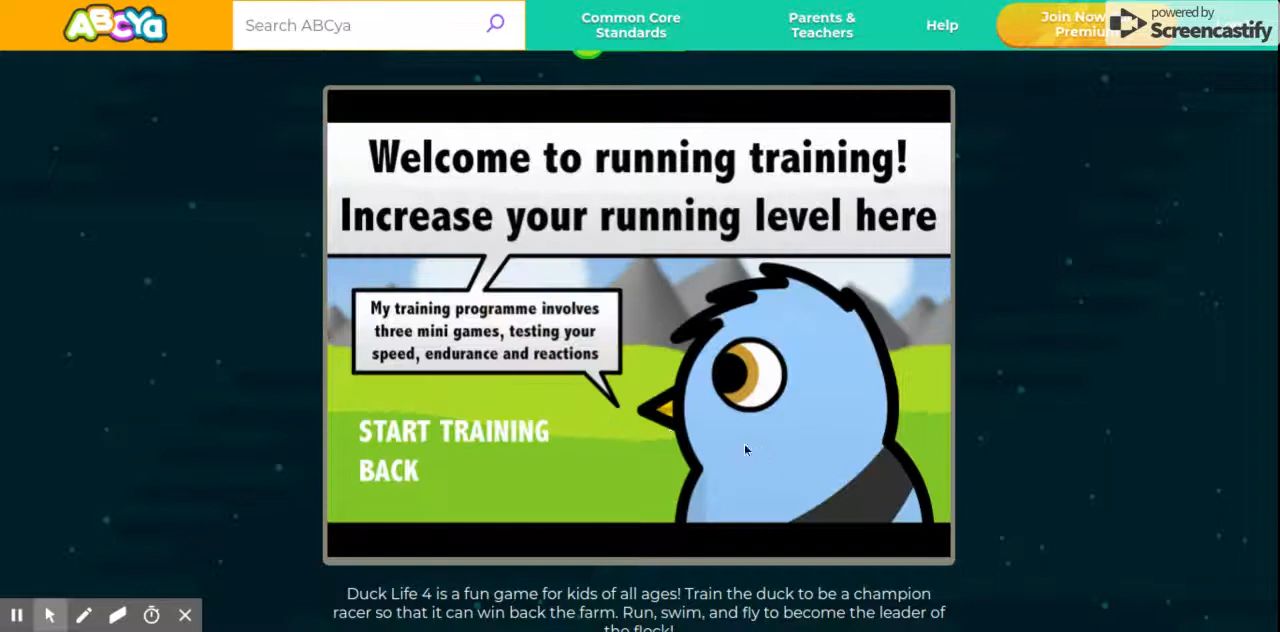 ABCya
Search ABCya
Common Core
Standards
Parents &
Teachers
Help
Join Now
Premium
powered by
Screencastify
Welcome to running training!
Increase your running level here
My training programme involves
three mini games, testing your
speed, endurance and reactions
START TRAINING
BACK
Duck Life 4 is a fun game for kids of all ages! Train the duck to be a champion
racer so that it can win back the farm. Run, swim, and fly to become the leader of
the flock!